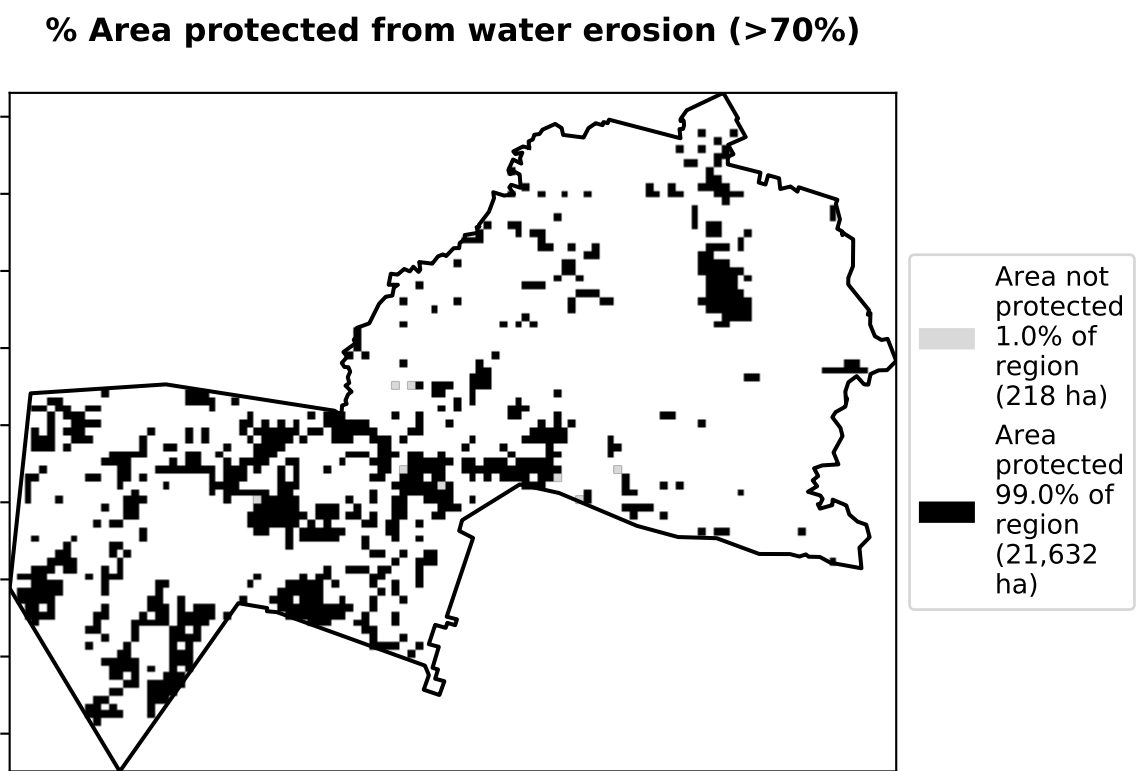 % Area protected from water erosion (>70%)
Area not
protected
1.0% of
region
(218 ha)
Area
protected
99.0% of
region
(21,632
ha)